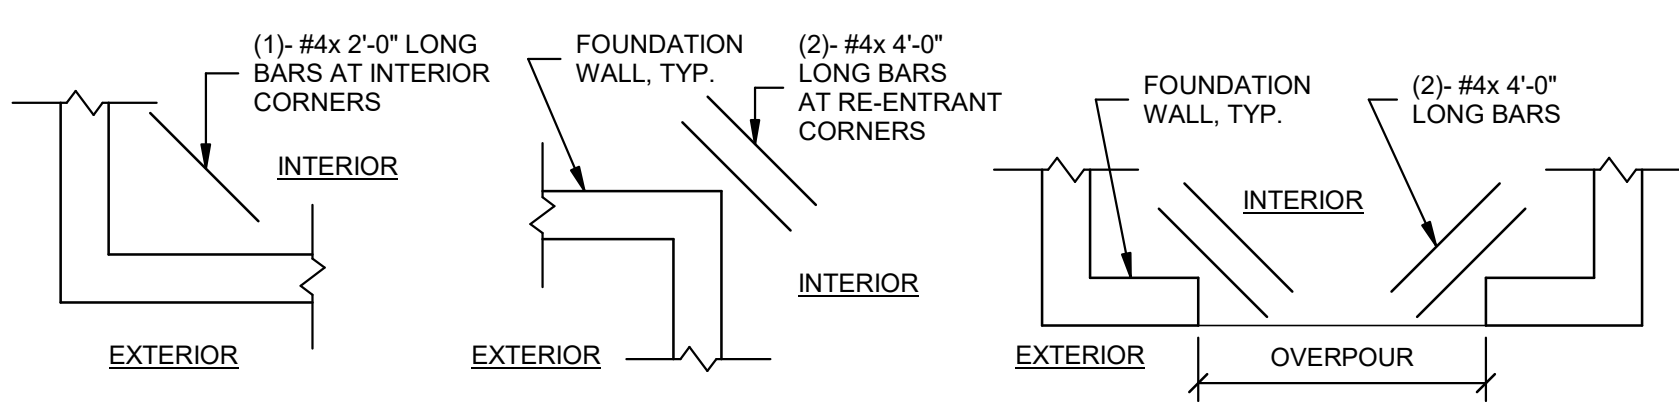 (1)- #4x 2'-0" LONG
BARS AT INTERIOR
CORNERS
INTERIOR
EXTERIOR
FOUNDATION
WALL, TYP.
(2)- #4x 4'-0"
LONG BARS
AT RE-ENTRANT
CORNERS
INTERIOR
EXTERIOR
FOUNDATION
WALL, TYP.
(2)- #4x 4'-0"
LONG BARS
INTERIOR
EXTERIOR
OVERPOUR